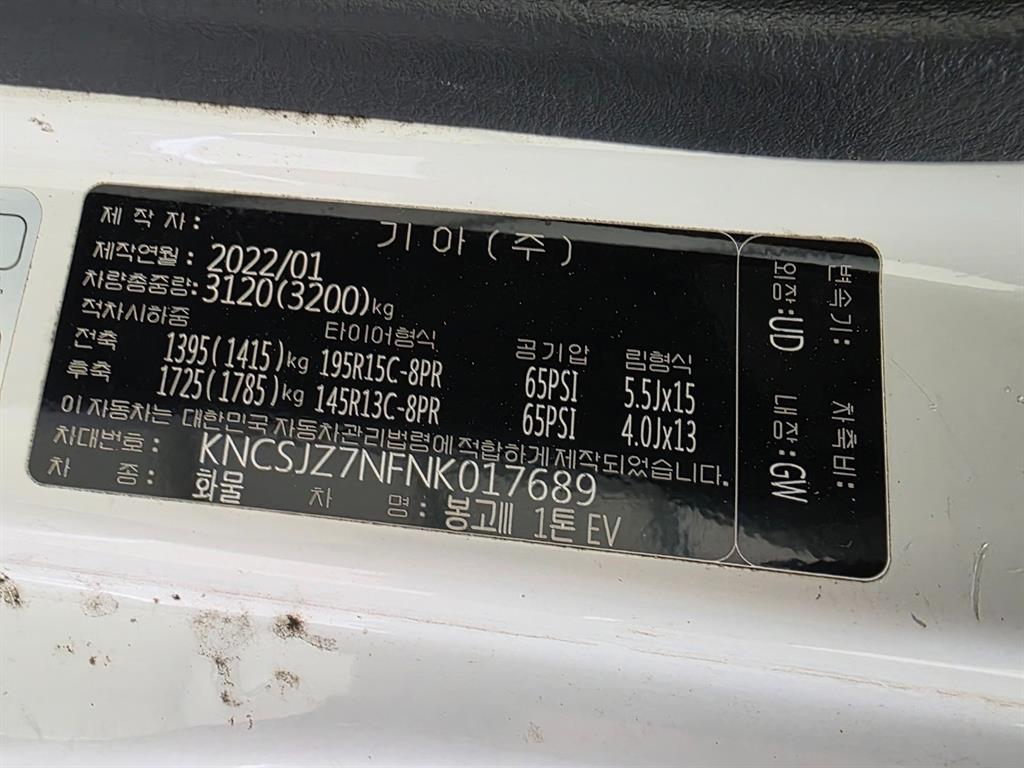 제 작 자 : 기 아 ( 주 )
제작연월 : 2022/01
차량총중량: 3120(3200)kg
적차시하중 타이어형식 공기압 림형식
전축 1395(1415)kg 195R15C-8PR 65PSI 5.5Jx15
후축 1725(1785)kg 145R13C-8PR 65PSI 4.0Jx13
이 자동차는 대한민국 자동차관리법령에 적합하게 제작되었습니다.
차대번호 : KNCSJZ7NFNK017689
차 종 : 화물 차 명 : 봉고Ⅲ 1톤 EV
변속기: 차축비:
외장:UD 내장:GW